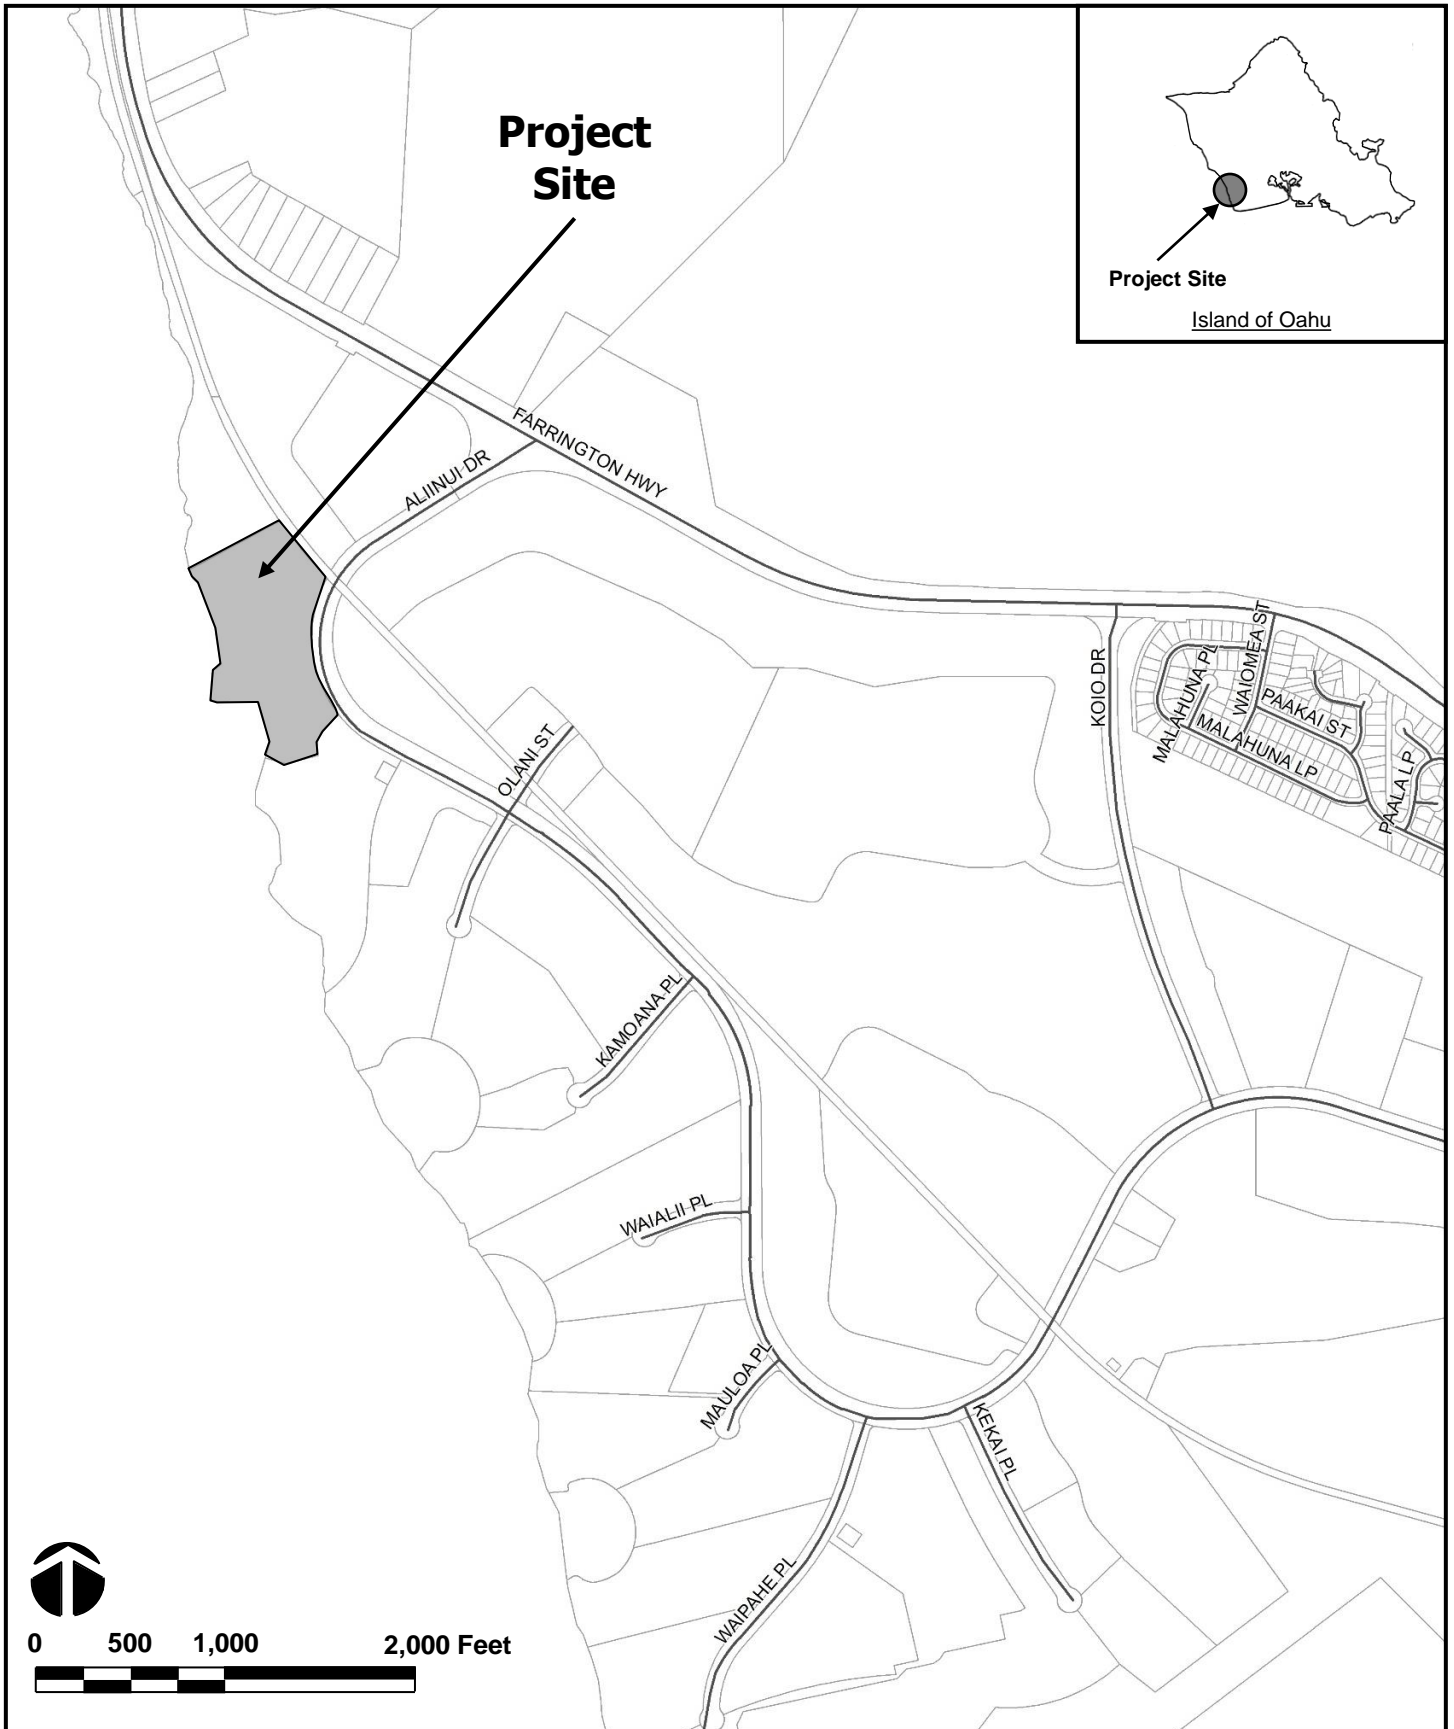 Project
Site
Project Site
Island of Oahu
FARRINGTON HWY
ALIINUI DR
KOIO DR
MALAHUNA PL
WAIOMEA ST
PAAKAI ST
MALAHUNA LP
PAALA LP
OLANI ST
KAMOANA PL
WAIALII PL
MAULOA PL
KEKAI PL
WAIPAHE PL
0 500 1,000 2,000 Feet